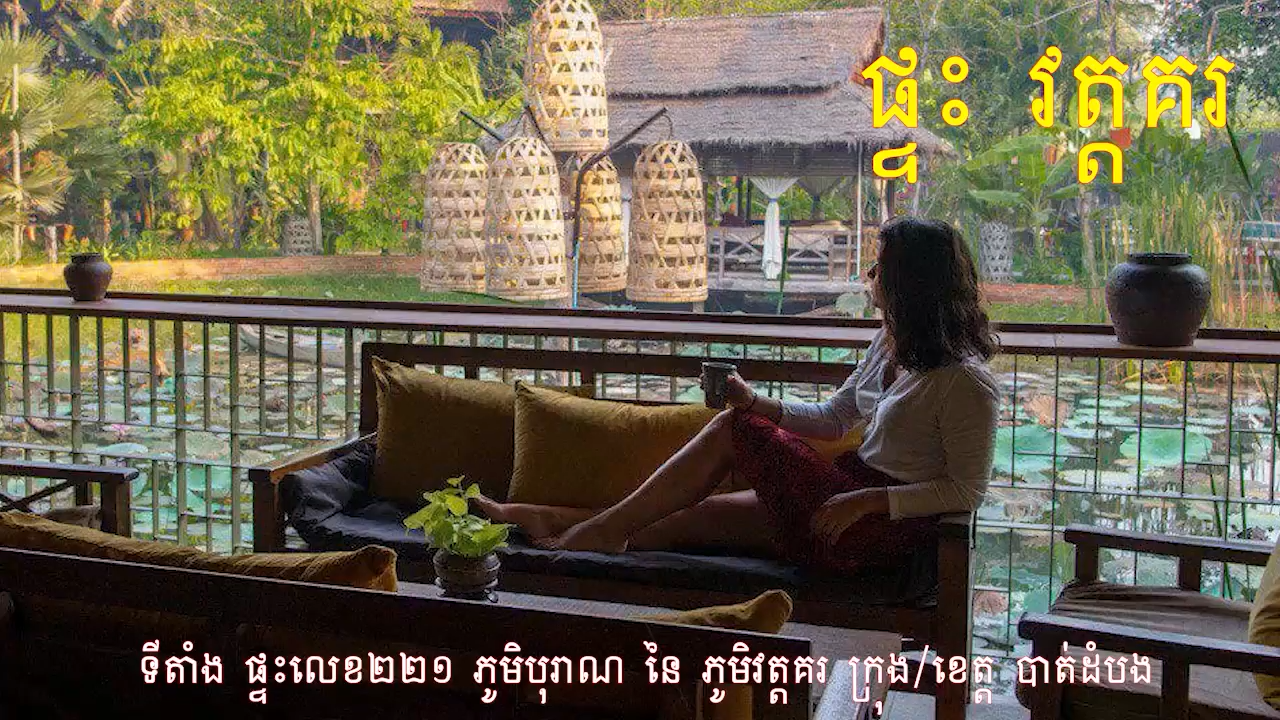 ផ្ទះ វត្តគរ
ទីតាំង ផ្ទះលេខ២២១ ភូមិបុរាណ នៃ ភូមិវត្តគរ ក្រុង/ខេត្ត បាត់ដំបង